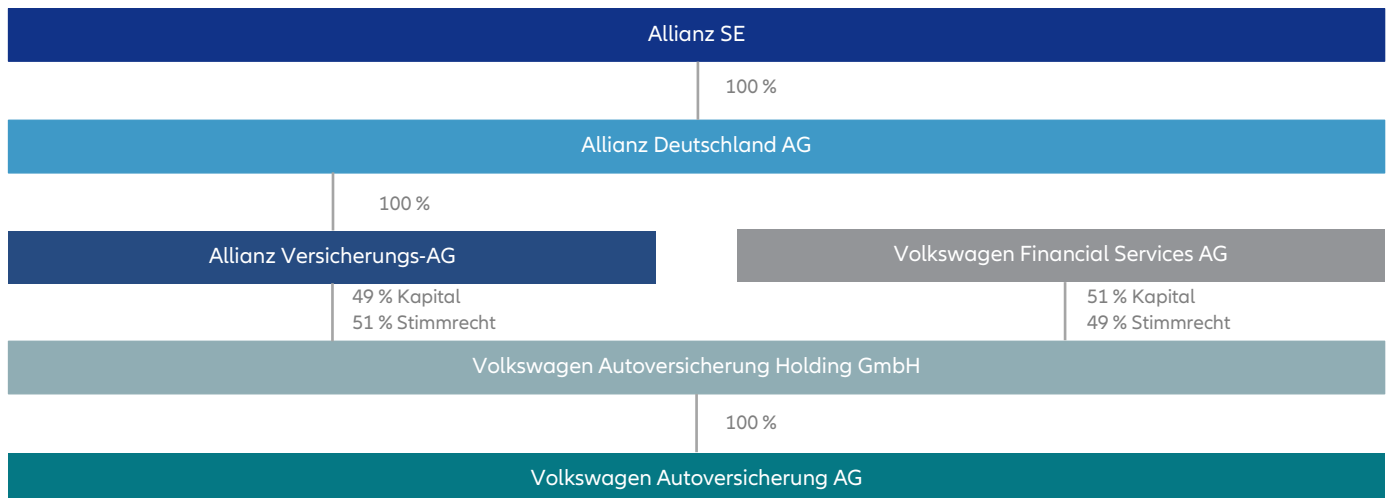 Allianz SE
100 %
Allianz Deutschland AG
100 %
Allianz Versicherungs-AG
Volkswagen Financial Services AG
49 % Kapital
51 % Stimmrecht
51 % Kapital
49 % Stimmrecht
Volkswagen Autoversicherung Holding GmbH
100 %
Volkswagen Autoversicherung AG